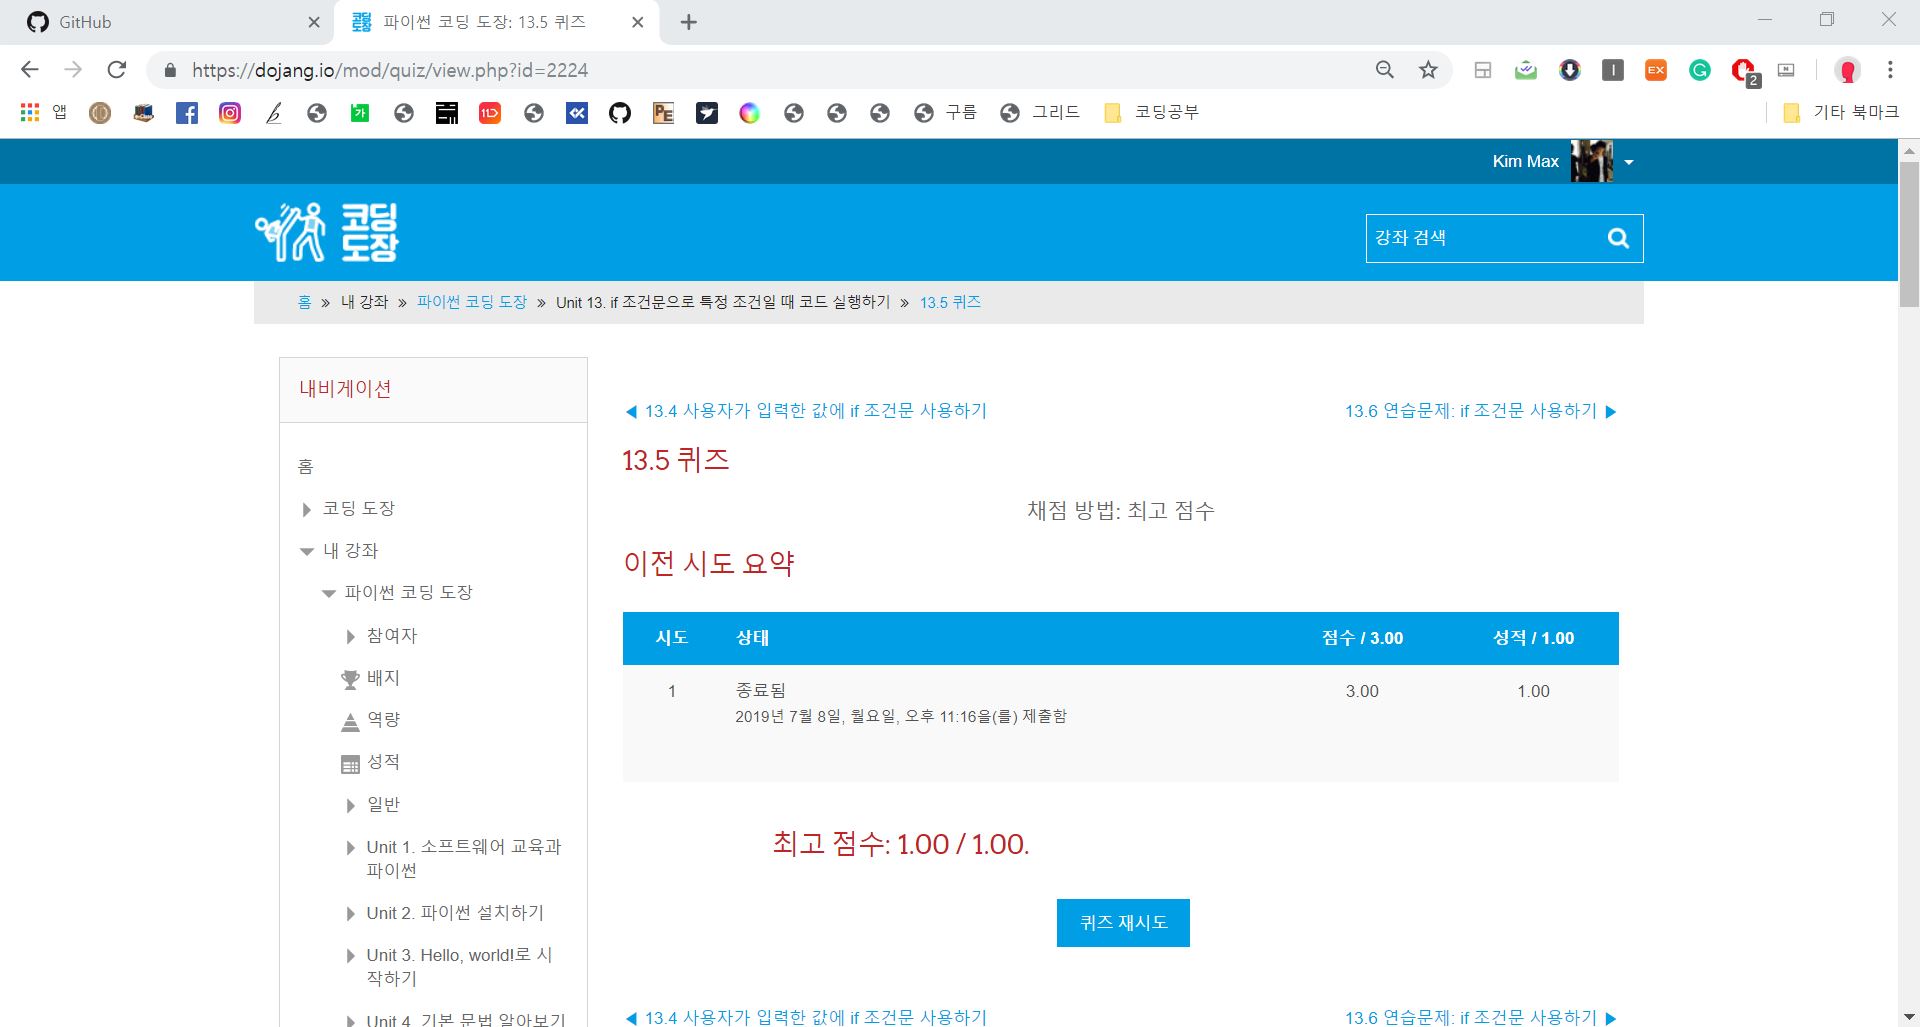 GitHub
파이썬 코딩 도장: 13.5 퀴즈
https://dojang.io/mod/quiz/view.php?id=2224
EX
2
앱
구름
그리드
코딩공부
기타 북마크
Kim Max
코딩
도장
강좌 검색
홈 » 내 강좌 » 파이썬 코딩 도장 » Unit 13. if 조건문으로 특정 조건일 때 코드 실행하기 » 13.5 퀴즈
내비게이션
홈
코딩 도장
내 강좌
파이썬 코딩 도장
참여자
배지
역량
성적
일반
Unit 1. 소프트웨어 교육과
파이썬
Unit 2. 파이썬 설치하기
Unit 3. Hello, world!로 시
작하기
Unit 4. 기본 문법 알아보기
◀ 13.4 사용자가 입력한 값에 if 조건문 사용하기
13.6 연습문제: if 조건문 사용하기 ▶
13.5 퀴즈
채점 방법: 최고 점수
이전 시도 요약
시도 상태 점수 / 3.00 성적 / 1.00
1 종료됨 3.00 1.00
2019년 7월 8일, 월요일, 오후 11:16을(를) 제출함
최고 점수: 1.00 / 1.00.
퀴즈 재시도
◀ 13.4 사용자가 입력한 값에 if 조건문 사용하기
13.6 연습문제: if 조건문 사용하기 ▶